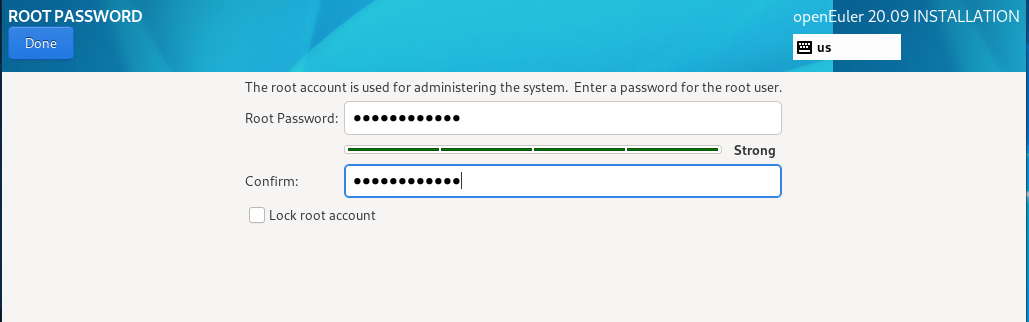 ROOT PASSWORD
openEuler 20.09 INSTALLATION
Done
us
The root account is used for administering the system. Enter a password for the root user.
Root Password: ●●●●●●●●●●●●
Strong
Confirm: ●●●●●●●●●●●●
Lock root account